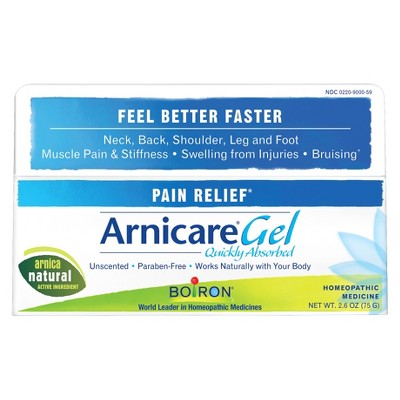 NDC 0220-9000-59
FEEL BETTER FASTER
Neck, Back, Shoulder, Leg and Foot
Muscle Pain & Stiffness • Swelling from Injuries • Bruising*
PAIN RELIEF*
Arnicare® Gel
Quickly Absorbed
arnica
natural
ACTIVE INGREDIENT
Unscented • Paraben-Free • Works Naturally with Your Body
BOIRON®
World Leader in Homeopathic Medicines
HOMEOPATHIC
MEDICINE
NET WT. 2.6 OZ (75 G)